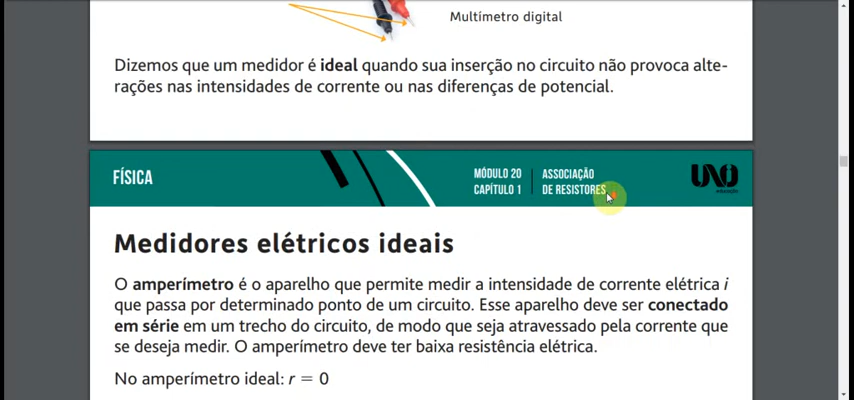 Multímetro digital
Dizemos que um medidor é ideal quando sua inserção no circuito não provoca alte-
rações nas intensidades de corrente ou nas diferenças de potencial.
FÍSICA
MÓDULO 20
CAPÍTULO 1
ASSOCIAÇÃO
DE RESISTORES
UNO
educação
Medidores elétricos ideais
O amperímetro é o aparelho que permite medir a intensidade de corrente elétrica i
que passa por determinado ponto de um circuito. Esse aparelho deve ser conectado
em série em um trecho do circuito, de modo que seja atravessado pela corrente que
se deseja medir. O amperímetro deve ter baixa resistência elétrica.
No amperímetro ideal: r = 0